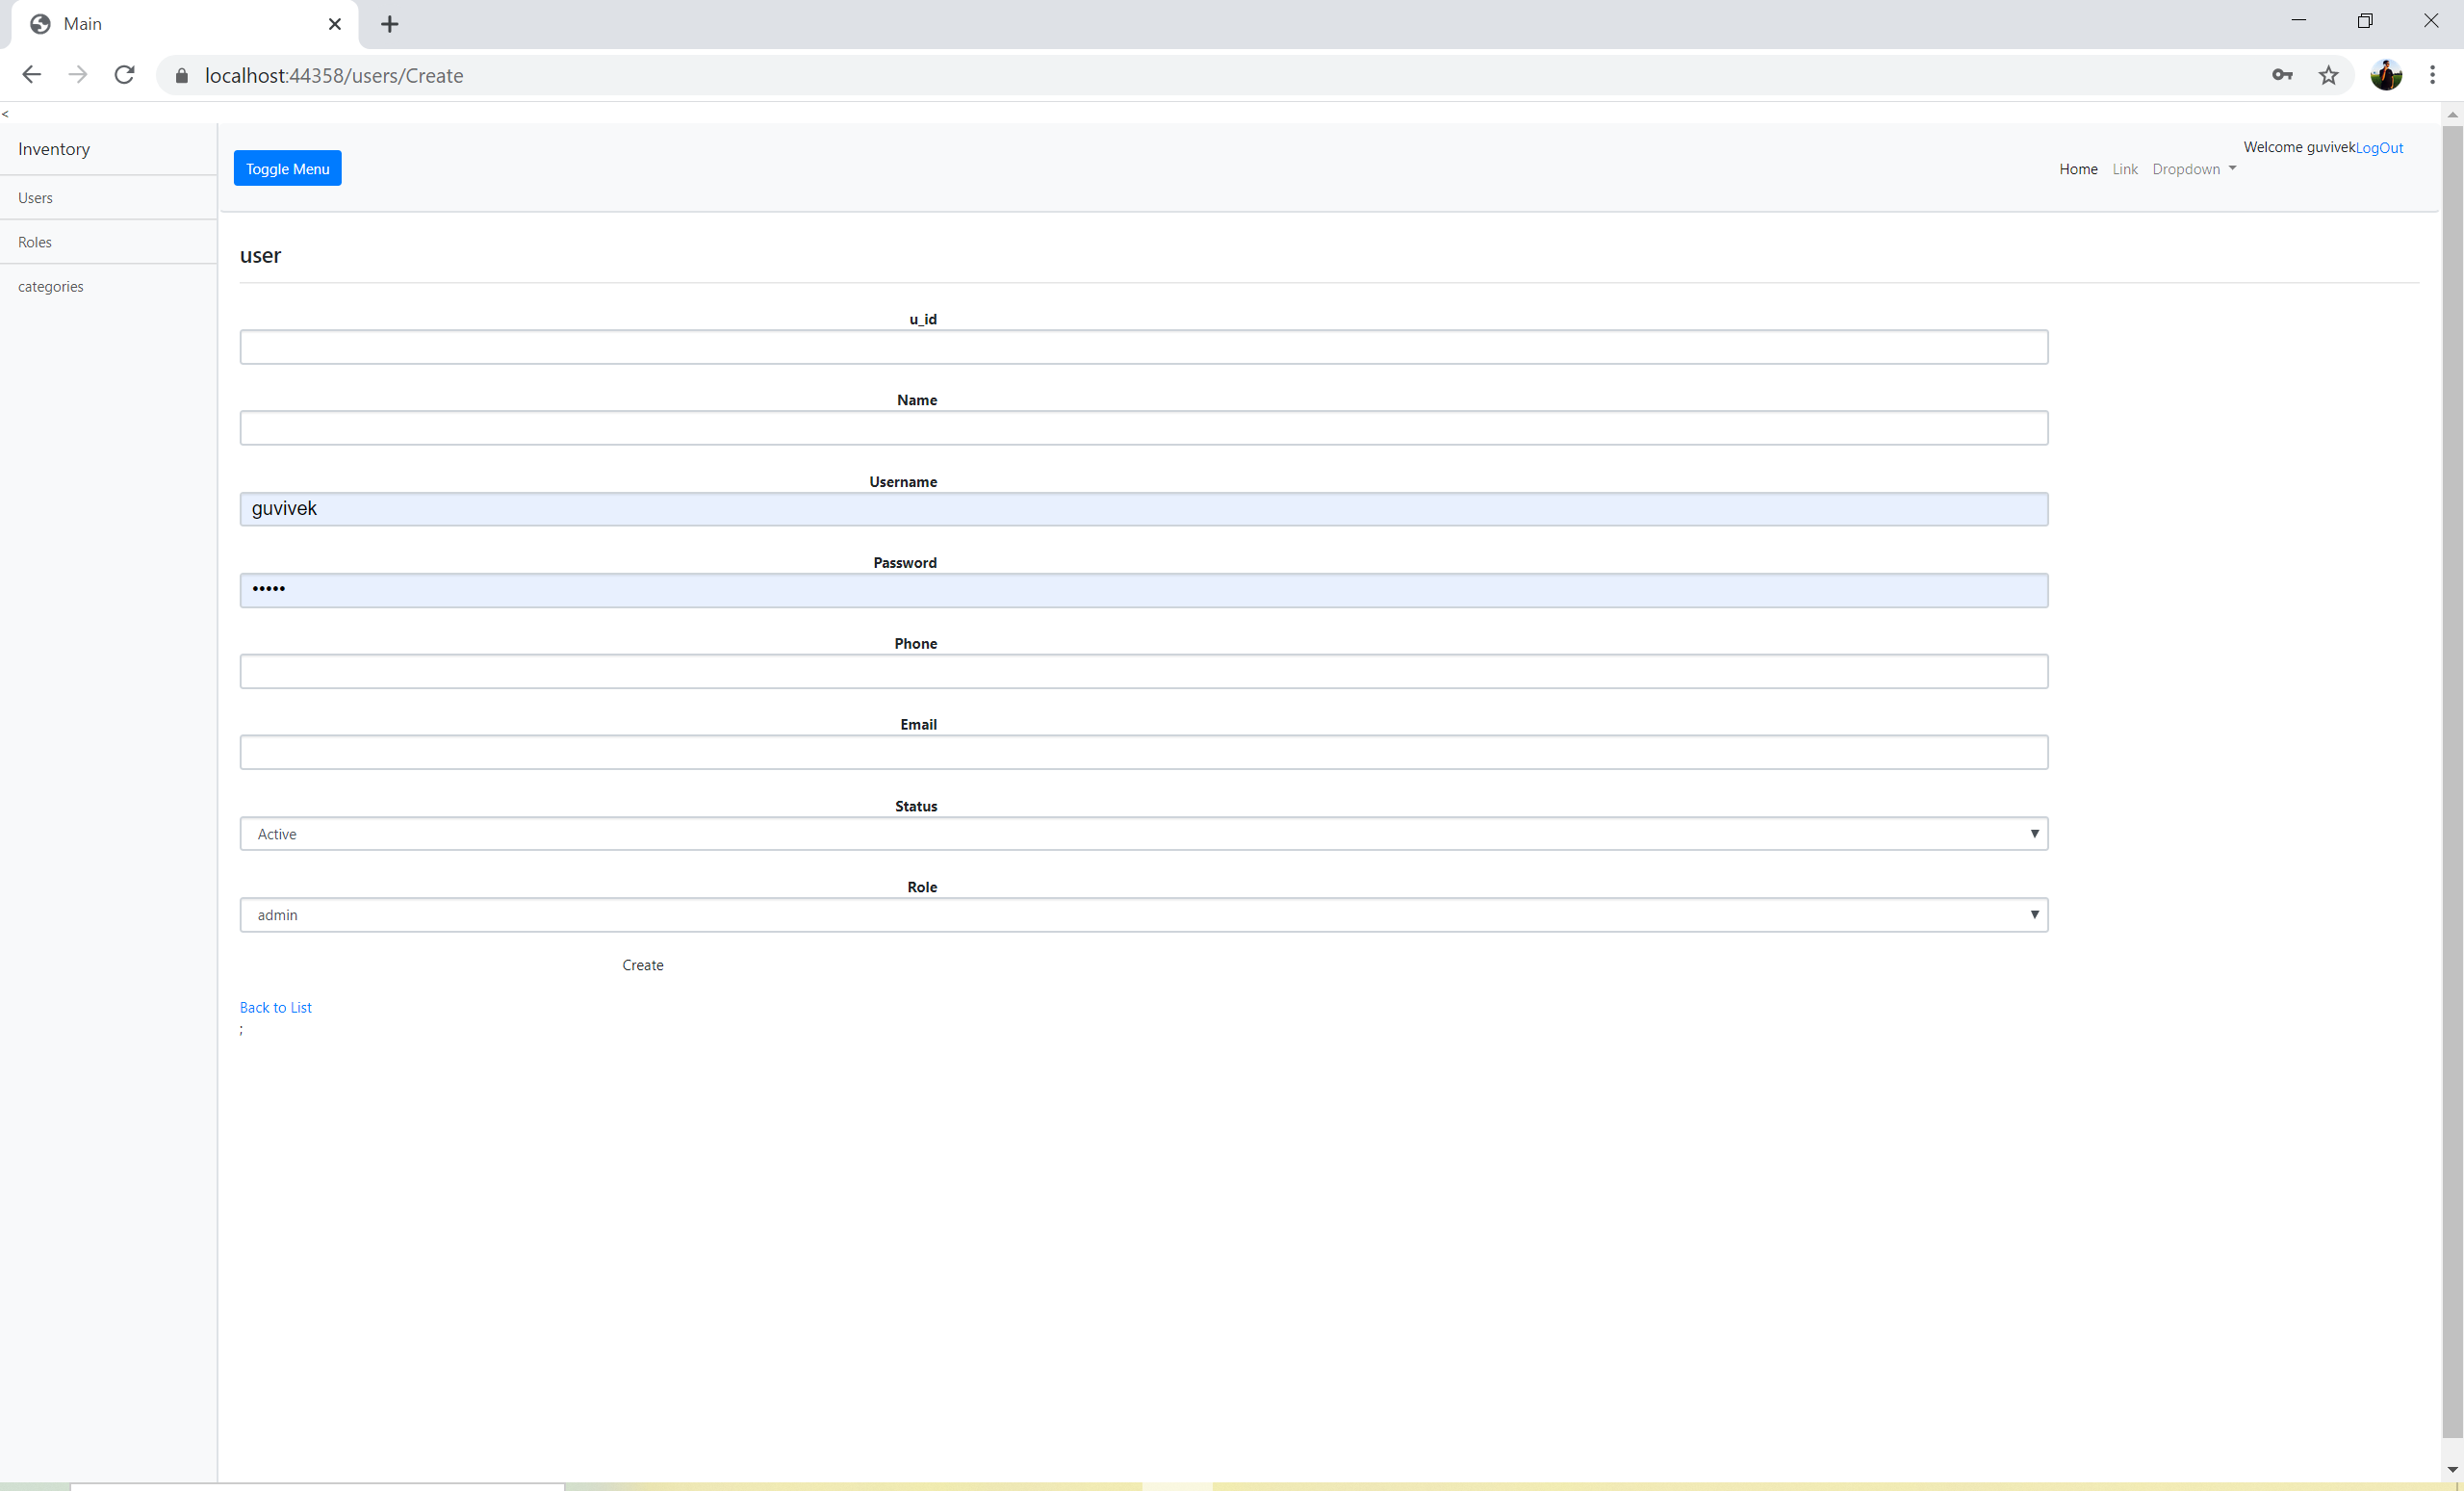 Main
localhost:44358/users/Create
<
Inventory
Users
Roles
categories
Toggle Menu
Home Link Dropdown
Welcome guvivekLogOut
user
u_id
Name
Username
guvivek
Password
•••••
Phone
Email
Status
Active
Role
admin
Create
Back to List
;